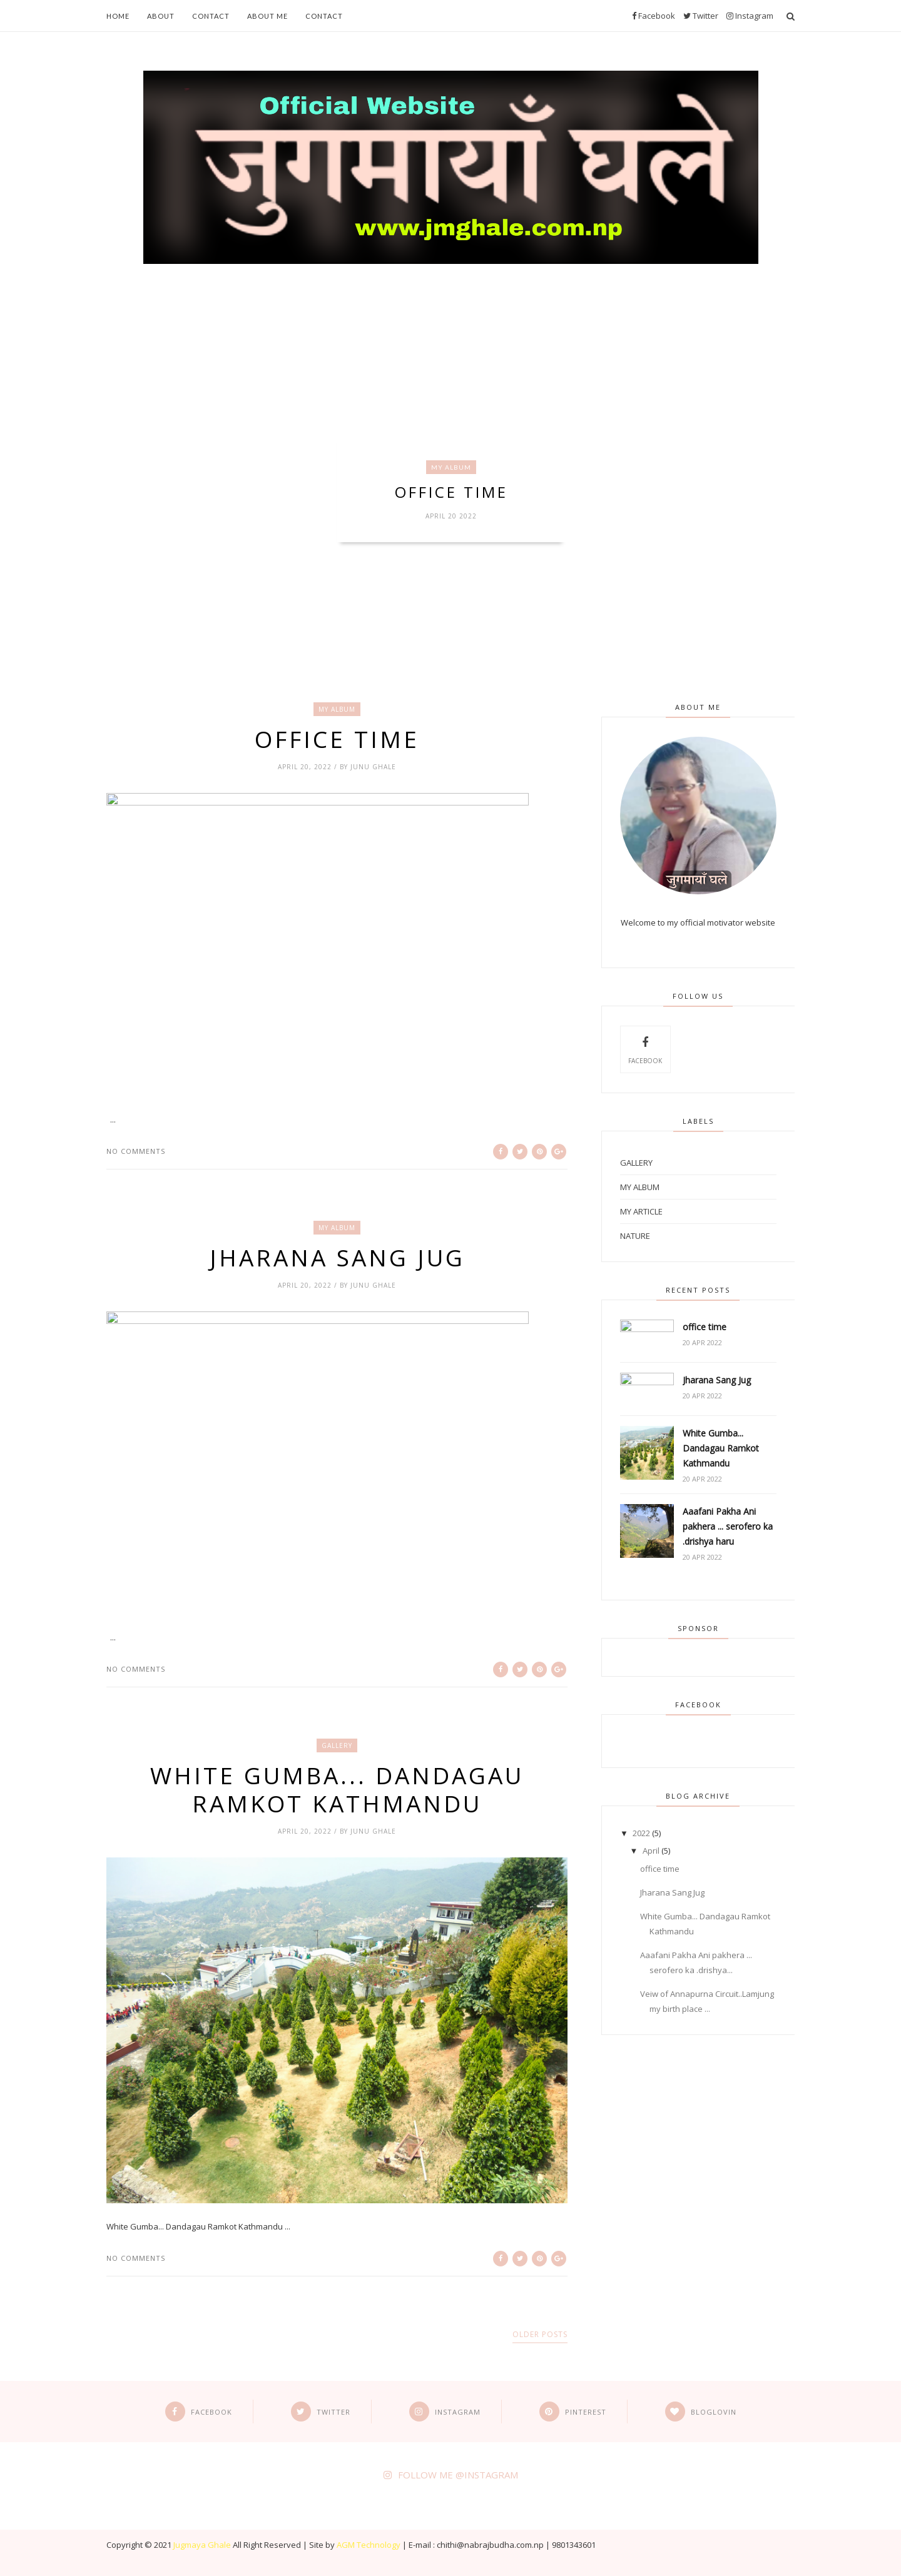 HOME ABOUT CONTACT ABOUT ME CONTACT Facebook Twitter Instagram
Official Website
जुगमायाँ घले
www.jmghale.com.np
MY ALBUM
OFFICE TIME
APRIL 20 2022
MY ALBUM
OFFICE TIME
APRIL 20, 2022 / BY JUNU GHALE
...
NO COMMENTS
MY ALBUM
JHARANA SANG JUG
APRIL 20, 2022 / BY JUNU GHALE
...
NO COMMENTS
GALLERY
WHITE GUMBA... DANDAGAU
RAMKOT KATHMANDU
APRIL 20, 2022 / BY JUNU GHALE
White Gumba... Dandagau Ramkot Kathmandu ...
NO COMMENTS
OLDER POSTS
ABOUT ME
जुगमायाँ घले
Welcome to my official motivator website
FOLLOW US
FACEBOOK
LABELS
GALLERY
MY ALBUM
MY ARTICLE
NATURE
RECENT POSTS
office time
20 APR 2022
Jharana Sang Jug
20 APR 2022
White Gumba...
Dandagau Ramkot
Kathmandu
20 APR 2022
Aaafani Pakha Ani
pakhera ... serofero ka
.drishya haru
20 APR 2022
SPONSOR
FACEBOOK
BLOG ARCHIVE
▼ 2022 (5)
▼ April (5)
office time
Jharana Sang Jug
White Gumba... Dandagau Ramkot
Kathmandu
Aaafani Pakha Ani pakhera ...
serofero ka .drishya...
Veiw of Annapurna Circuit..Lamjung
my birth place ...
FACEBOOK TWITTER INSTAGRAM PINTEREST BLOGLOVIN
FOLLOW ME @INSTAGRAM
Copyright © 2021 Jugmaya Ghale All Right Reserved | Site by AGM Technology | E-mail : chithi@nabrajbudha.com.np | 9801343601